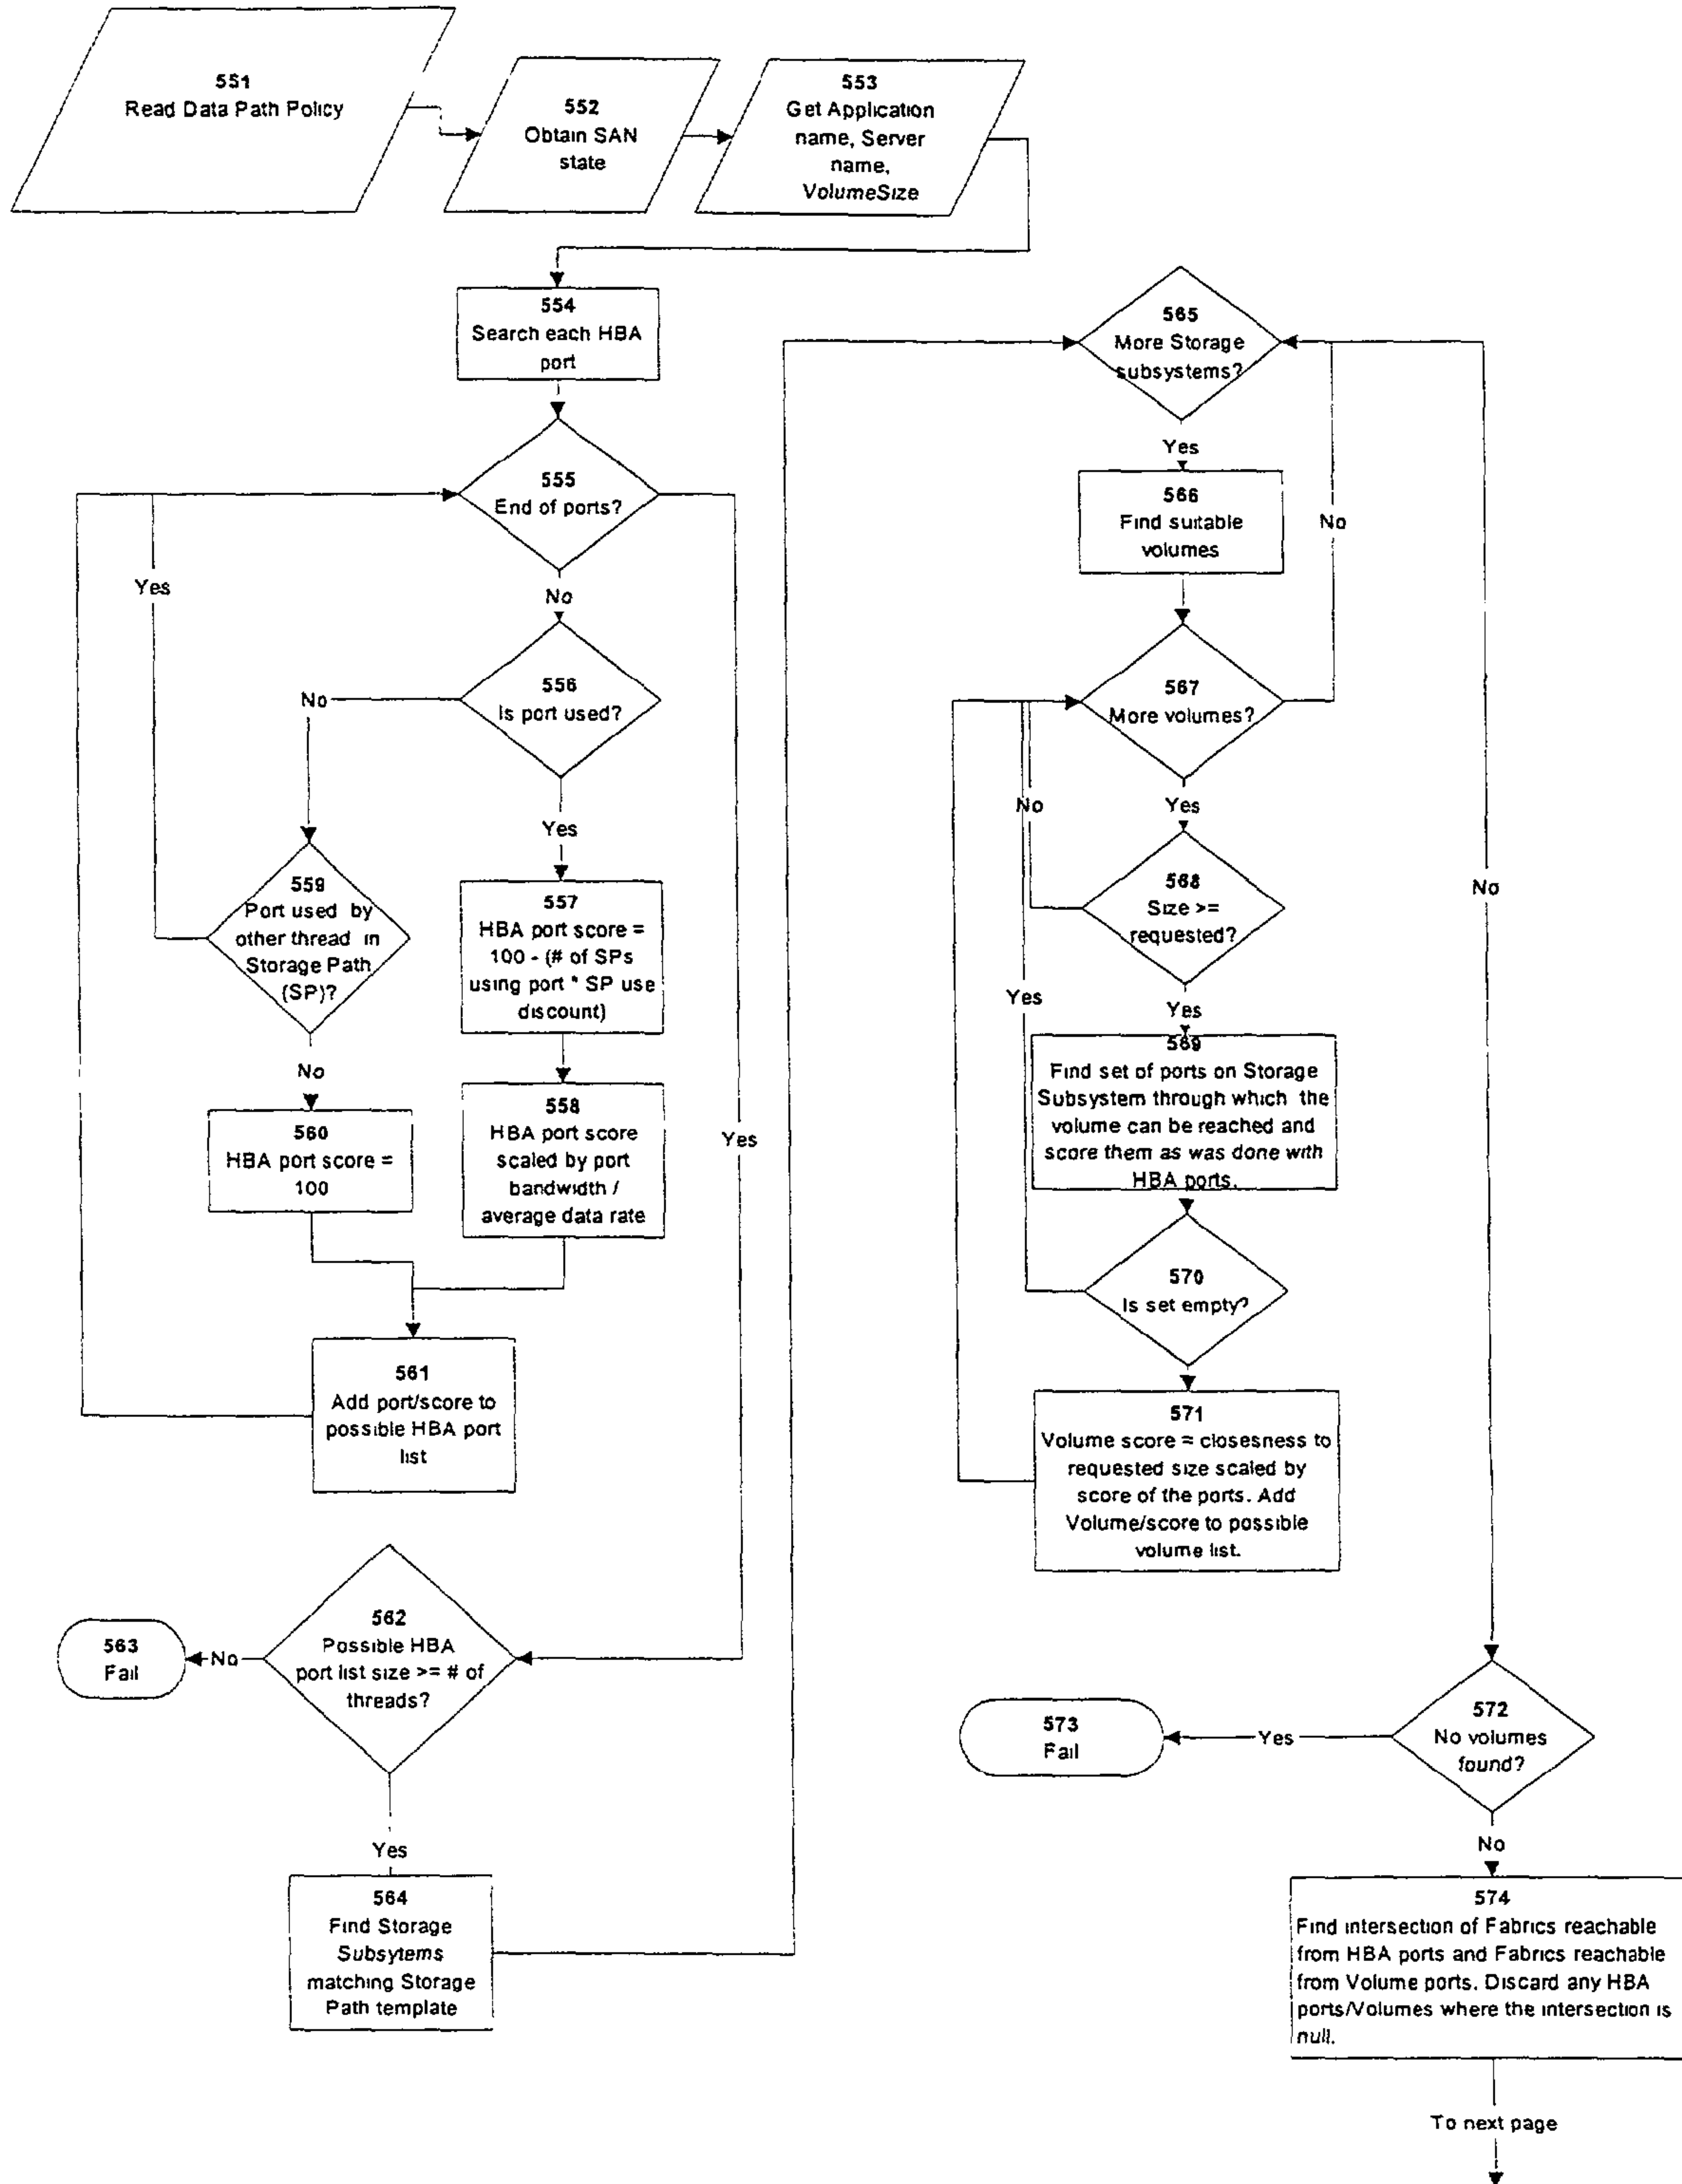 551
Read Data Path Policy
552
Obtain SAN
state
553
Get Application
name, Server
name,
VolumeSize
554
Search each HBA
port
555
End of ports?
No
Yes
556
Is port used?
No
Yes
559
Port used by
other thread in
Storage Path
(SP)?
No
557
HBA port score =
100 - (# of SPs
using port * SP use
discount)
560
HBA port score =
100
558
HBA port score
scaled by port
bandwidth /
average data rate
Yes
561
Add port/score to
possible HBA port
list
562
Possible HBA
port list size >= # of
threads?
No
563
Fail
Yes
564
Find Storage
Subsytems
matching Storage
Path template
565
More Storage
subsystems?
Yes
566
Find suitable
volumes
No
567
More volumes?
No
Yes
568
Size >=
requested?
Yes
Yes
569
Find set of ports on Storage
Subsystem through which the
volume can be reached and
score them as was done with
HBA ports.
570
Is set empty?
571
Volume score = closesness to
requested size scaled by
score of the ports. Add
Volume/score to possible
volume list.
No
572
No volumes
found?
Yes
573
Fail
No
574
Find intersection of Fabrics reachable
from HBA ports and Fabrics reachable
from Volume ports. Discard any HBA
ports/Volumes where the intersection is
null.
To next page